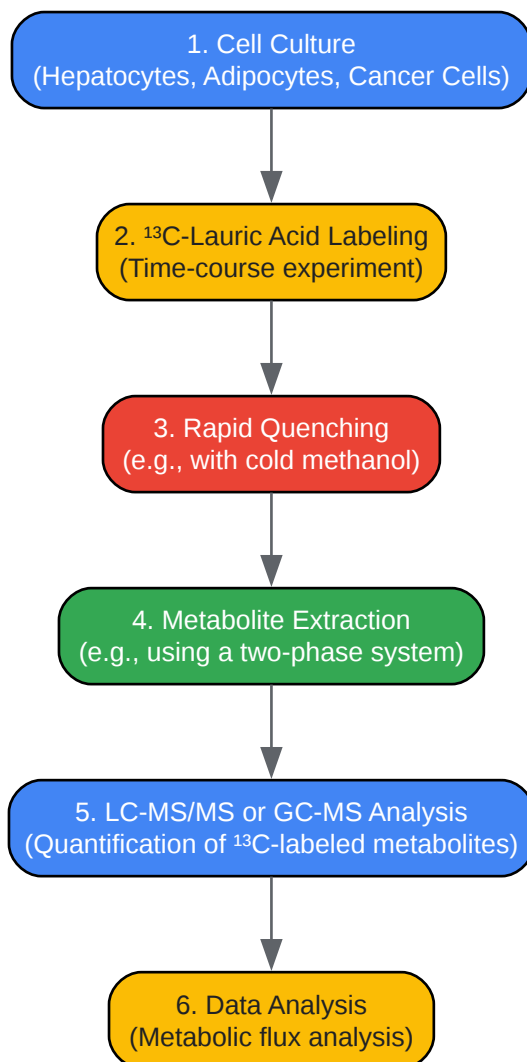 1. Cell Culture
(Hepatocytes, Adipocytes, Cancer Cells)
2. ¹³C-Lauric Acid Labeling
(Time-course experiment)
3. Rapid Quenching
(e.g., with cold methanol)
4. Metabolite Extraction
(e.g., using a two-phase system)
5. LC-MS/MS or GC-MS Analysis
(Quantification of ¹³C-labeled metabolites)
6. Data Analysis
(Metabolic flux analysis)